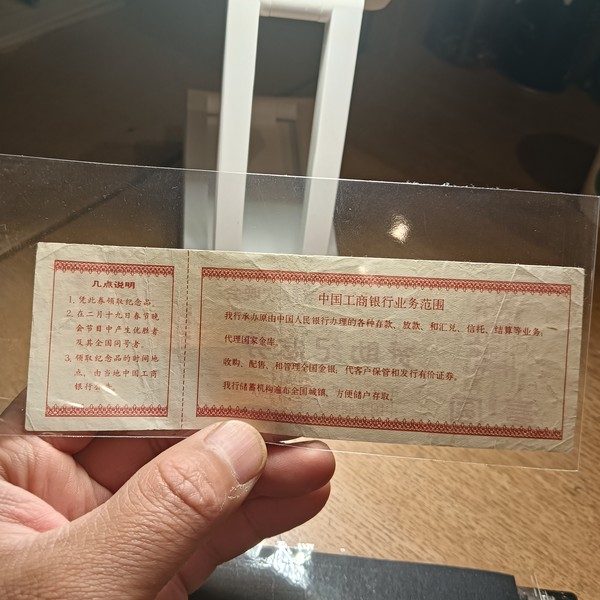 几点说明
1. 凭此券领取纪念品。
2. 在二月十九日春节晚
会节目中产生优胜者
及其全国同号者。
3. 领取纪念品的时间地
点，由当地中国工商
银行
中国工商银行业务范围
我行承办原由中国人民银行办理的各种存款、放款、和汇兑、信托、结算等业务；
代理国家金库。
收购、配售、和管理全国金银；代客户保管和发行有价证券。
我行储蓄机构遍布全国城镇，方便储户存取。